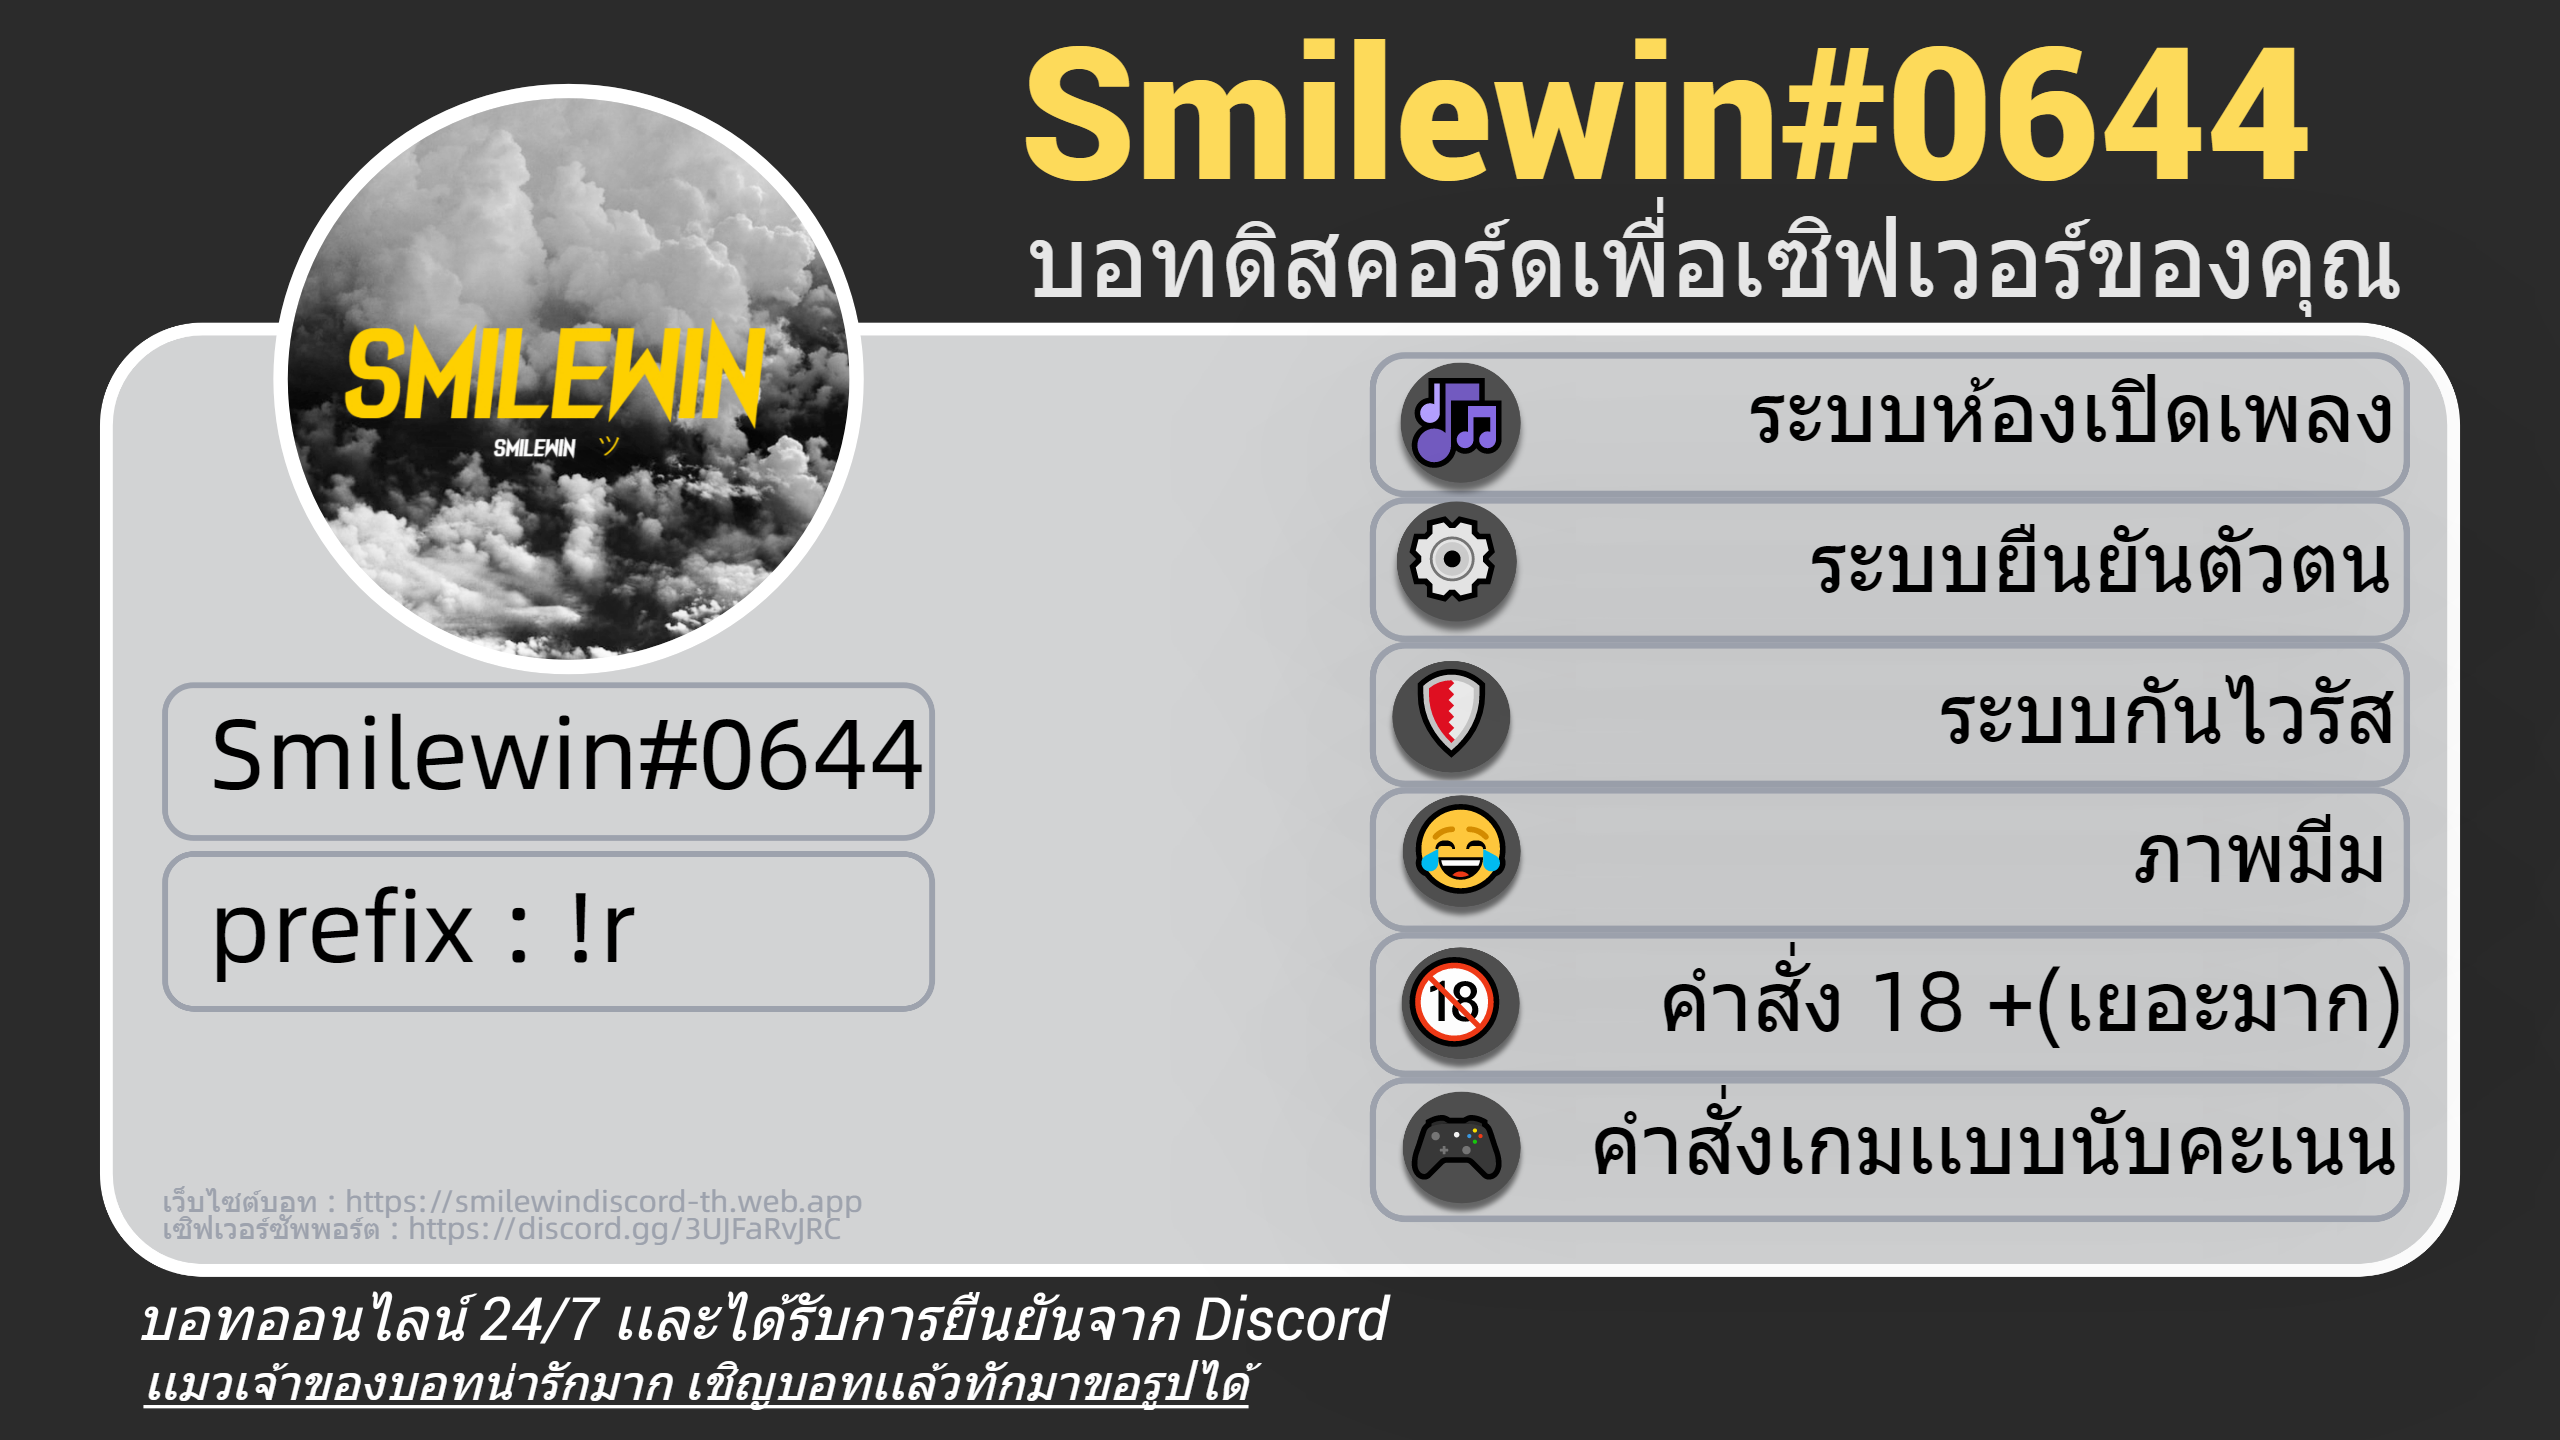 Smilewin#0644
บอทดิสคอร์ดเพื่อเซิฟเวอร์ของคุณ
SMILEWIN
SMILEWIN ツ
Smilewin#0644
prefix : !r
ระบบห้องเปิดเพลง
ระบบยืนยันตัวตน
ระบบกันไวรัส
ภาพมีม
18
คำสั่ง 18 +(เยอะมาก)
คำสั่งเกมแบบนับคะเนน
เว็บไซต์บอท : https://smilewindiscord-th.web.app
เซิฟเวอร์ซัพพอร์ต : https://discord.gg/3UJFaRvJRC
บอทออนไลน์ 24/7 และได้รับการยืนยันจาก Discord
แมวเจ้าของบอทน่ารักมาก เชิญบอทแล้วทักมาขอรูปได้